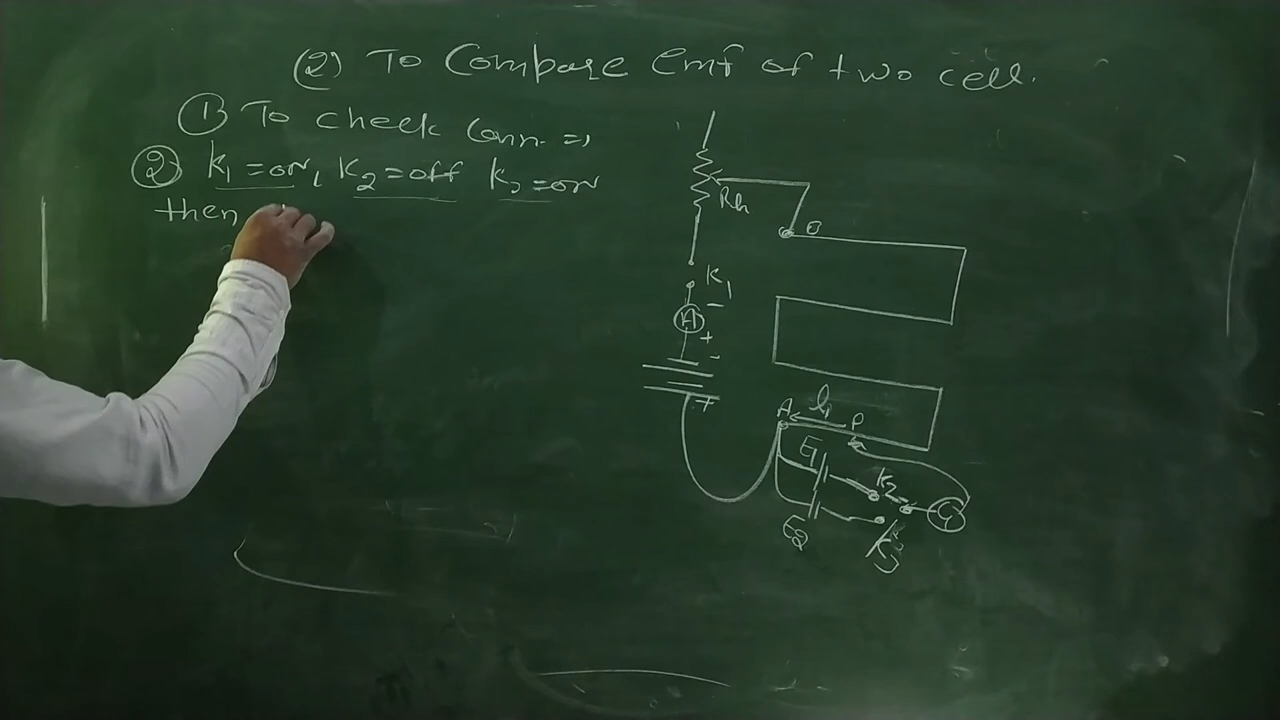 (2) To Compare emf of two cell.
① To check Conn. ⇒
② K1 = on, K2 = off K3 = on
then
Rh
B
K1
−
A
+
−
+
A l1 P
E1
K2
G
E2
K3